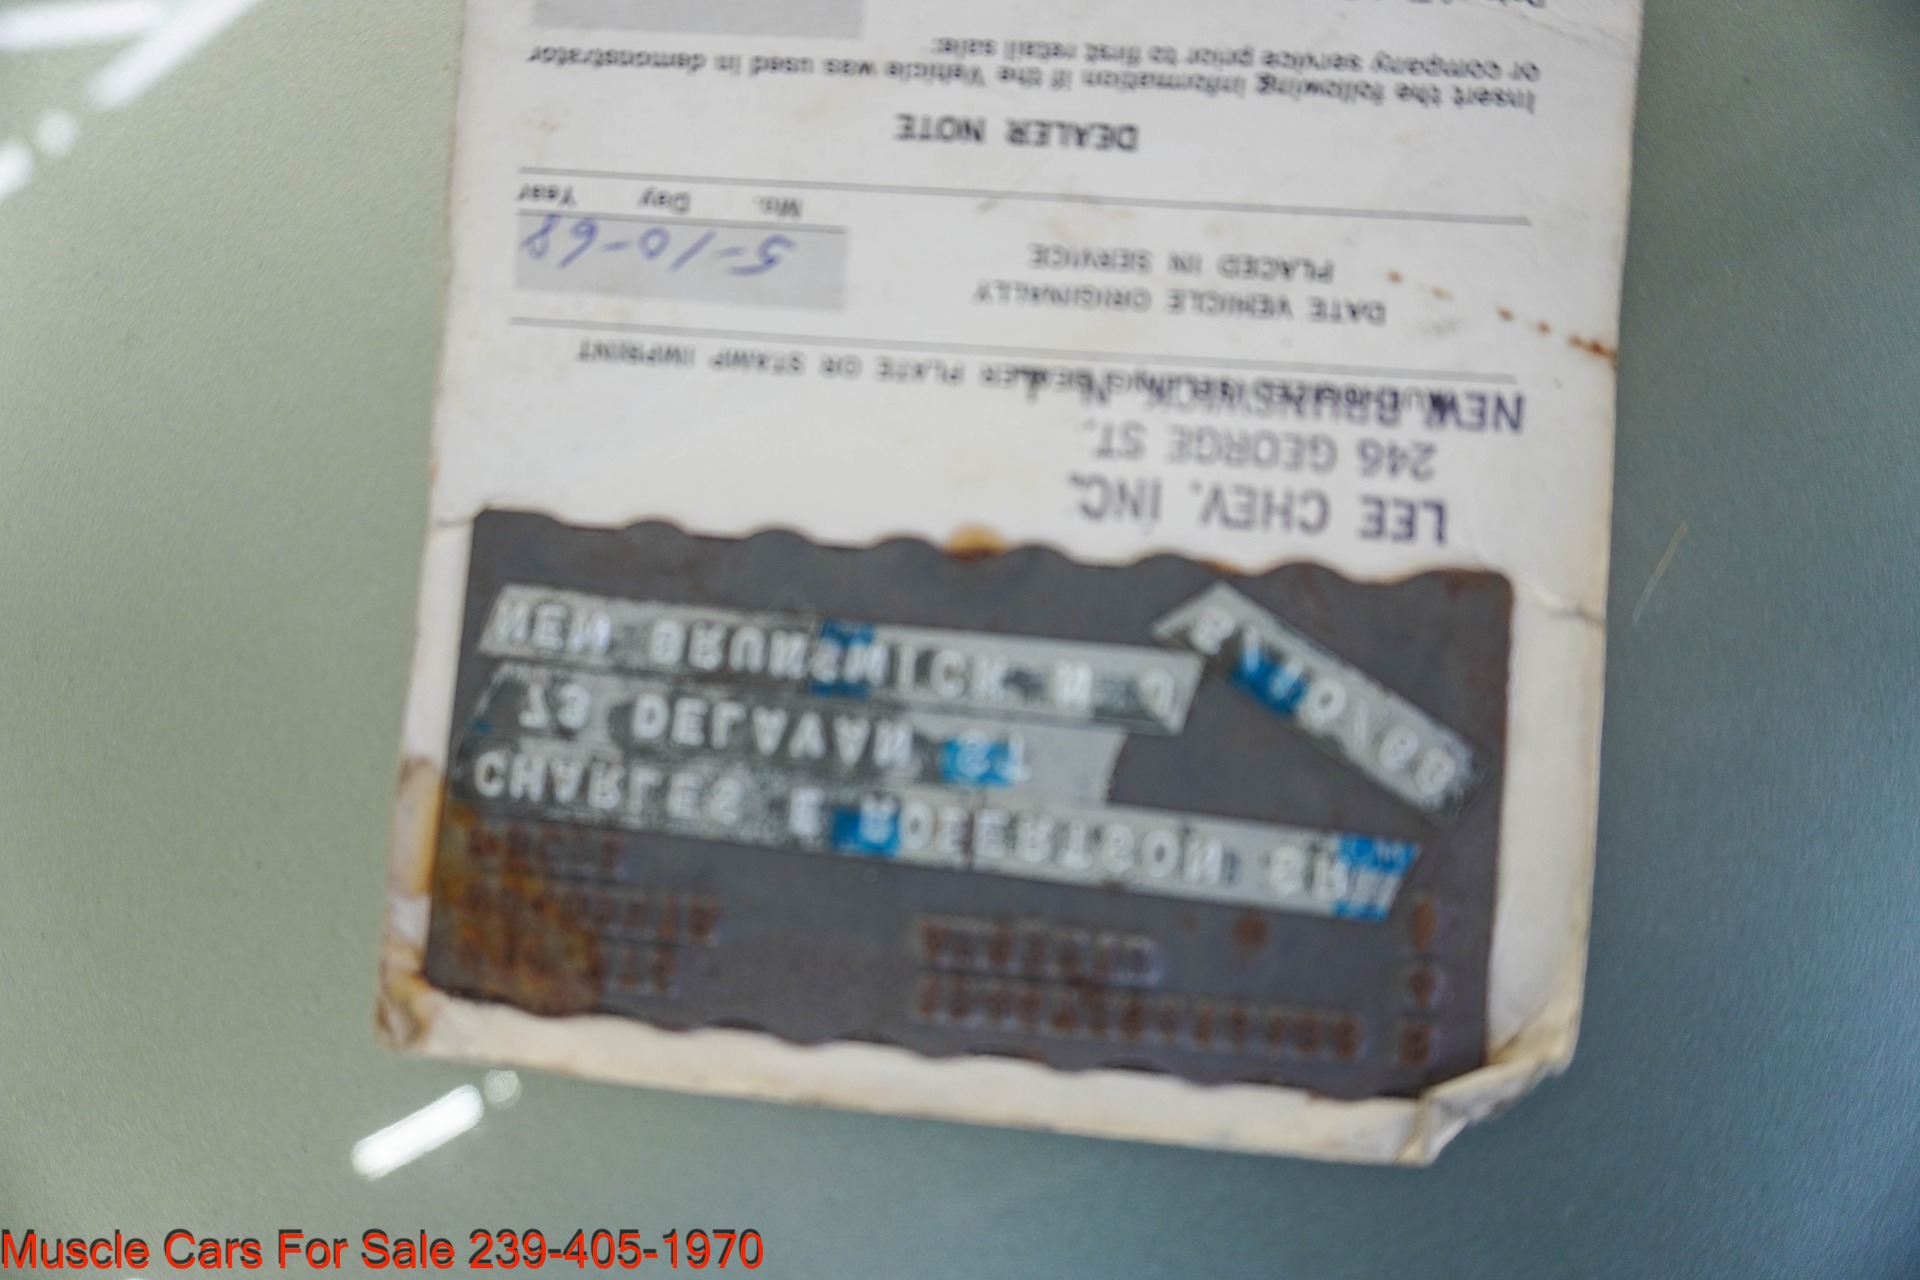 CHARLES E ROBERTSON SR
73 DELAVAN ST
NEW BRUNSWICK N J
LEE CHEV. INC.
246 GEORGE ST.
NEW BRUNSWICK N. J.
AUTHORIZED SELLING DEALER PLATE OR STAMP IMPRINT
DATE VEHICLE ORIGINALLY
PLACED IN SERVICE
5-10-68
Mo. Day Year
DEALER NOTE
Insert the following information if the Vehicle was used in demonstrator
or company service prior to first retail sale:
Muscle Cars For Sale 239-405-1970